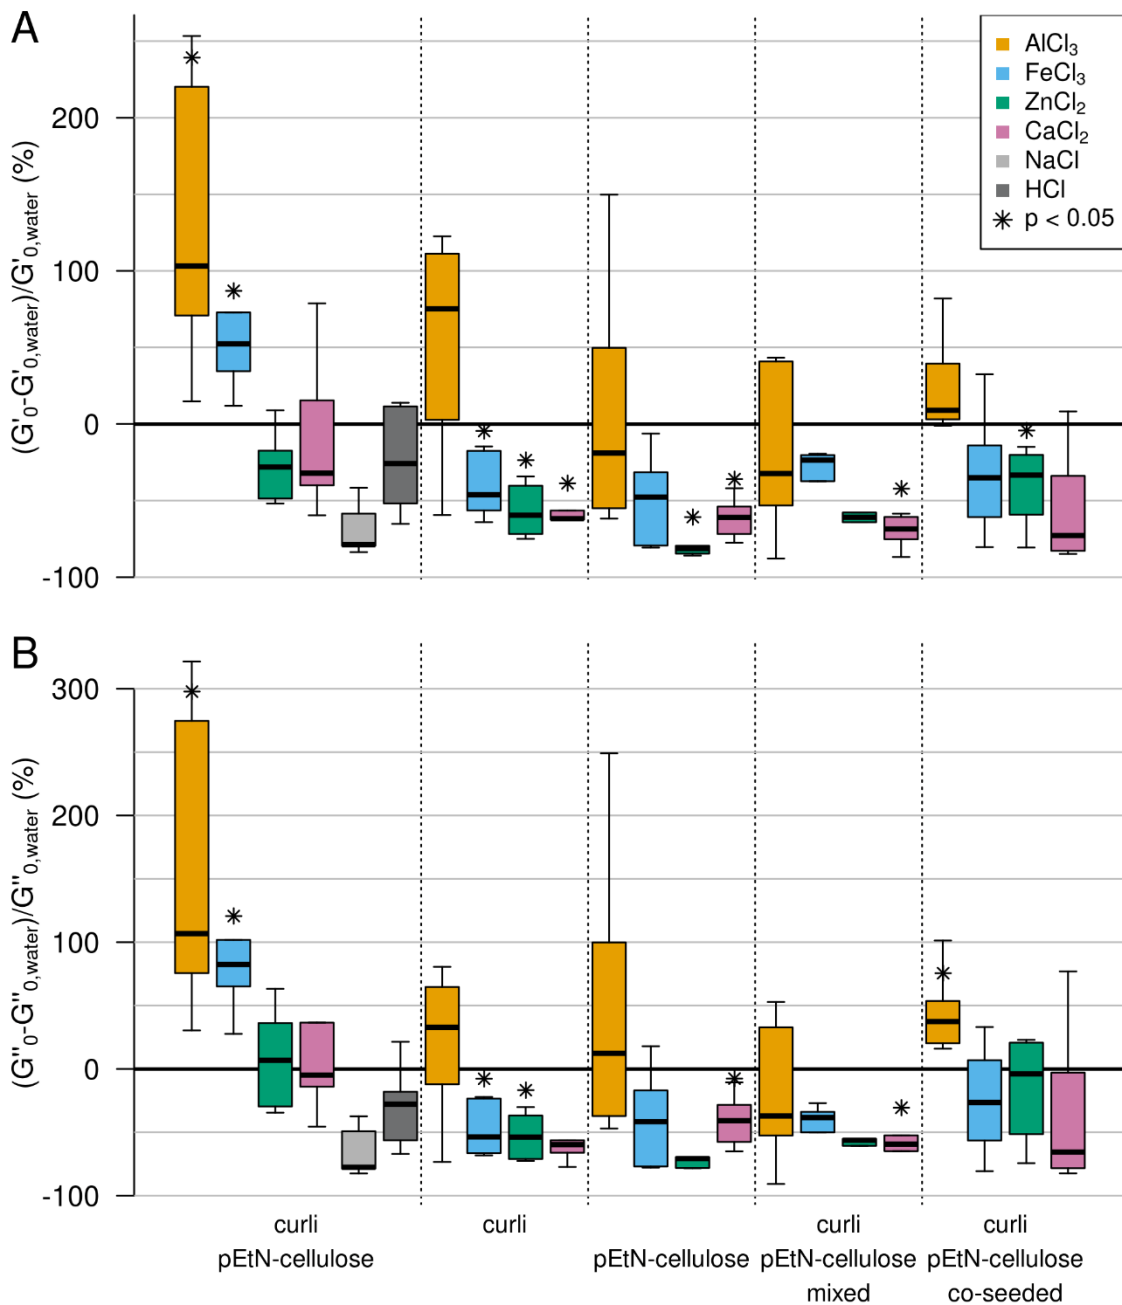 A
AlCl₃
FeCl₃
ZnCl₂
CaCl₂
NaCl
HCl
✳ p < 0.05
(G'₀-G'₀,water)/G'₀,water (%)
200
100
0
-100
B
(G''₀-G''₀,water)/G''₀,water (%)
300
200
100
0
-100
curli
pEtN-cellulose
curli
pEtN-cellulose
curli
pEtN-cellulose
mixed
curli
pEtN-cellulose
co-seeded